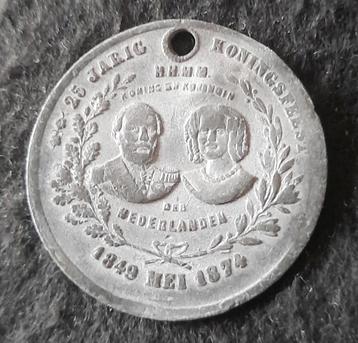 25 JARIG KONINGSFEEST
H.H.M.M.
KONING EN KONINGIN
DER
NEDERLANDEN
1849 MEI 1874